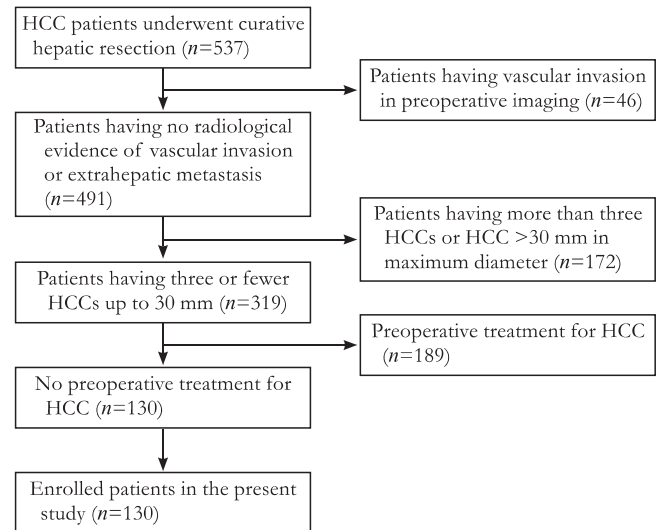 HCC patients underwent curative
hepatic resection (n=537)
Patients having vascular invasion
in preoperative imaging (n=46)
Patients having no radiological
evidence of vascular invasion
or extrahepatic metastasis
(n=491)
Patients having more than three
HCCs or HCC >30 mm in
maximum diameter (n=172)
Patients having three or fewer
HCCs up to 30 mm (n=319)
Preoperative treatment for HCC
(n=189)
No preoperative treatment for
HCC (n=130)
Enrolled patients in the present
study (n=130)